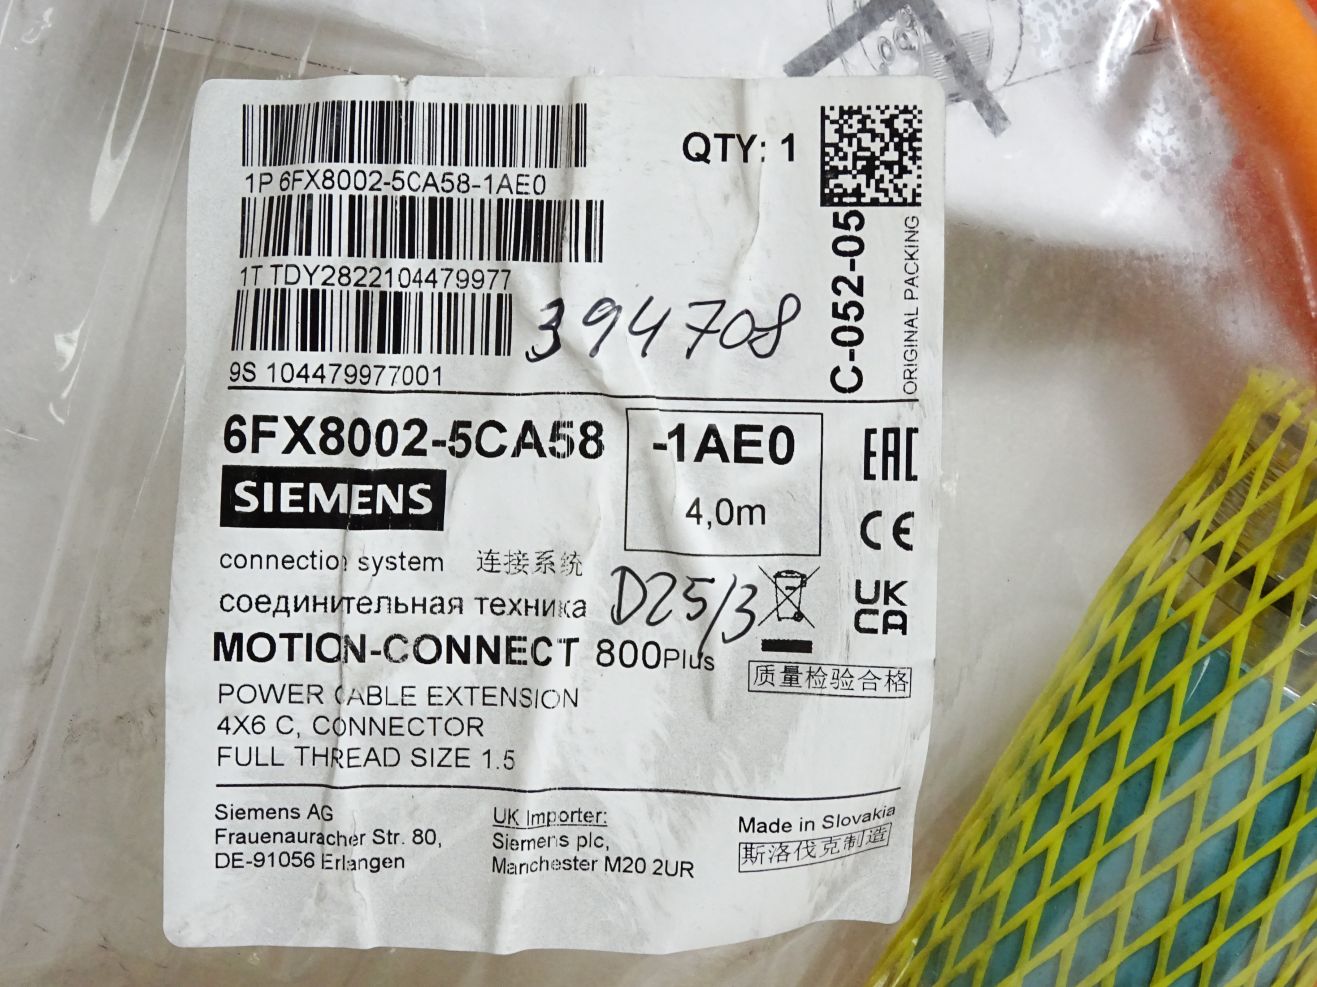 1P 6FX8002-5CA58-1AE0
QTY: 1
1T TDY2822104479977
9S 104479977001
394708
C-052-05
ORIGINAL PACKING
6FX8002-5CA58
-1AE0
4,0m
EAC
SIEMENS
CE
connection system 连接系统
соединительная техника
D25/3
UK
CA
MOTION-CONNECT 800Plus
质量检验合格
POWER CABLE EXTENSION
4X6 C, CONNECTOR
FULL THREAD SIZE 1.5
Siemens AG
Frauenauracher Str. 80,
DE-91056 Erlangen
UK Importer:
Siemens plc,
Manchester M20 2UR
Made in Slovakia
斯洛伐克制造